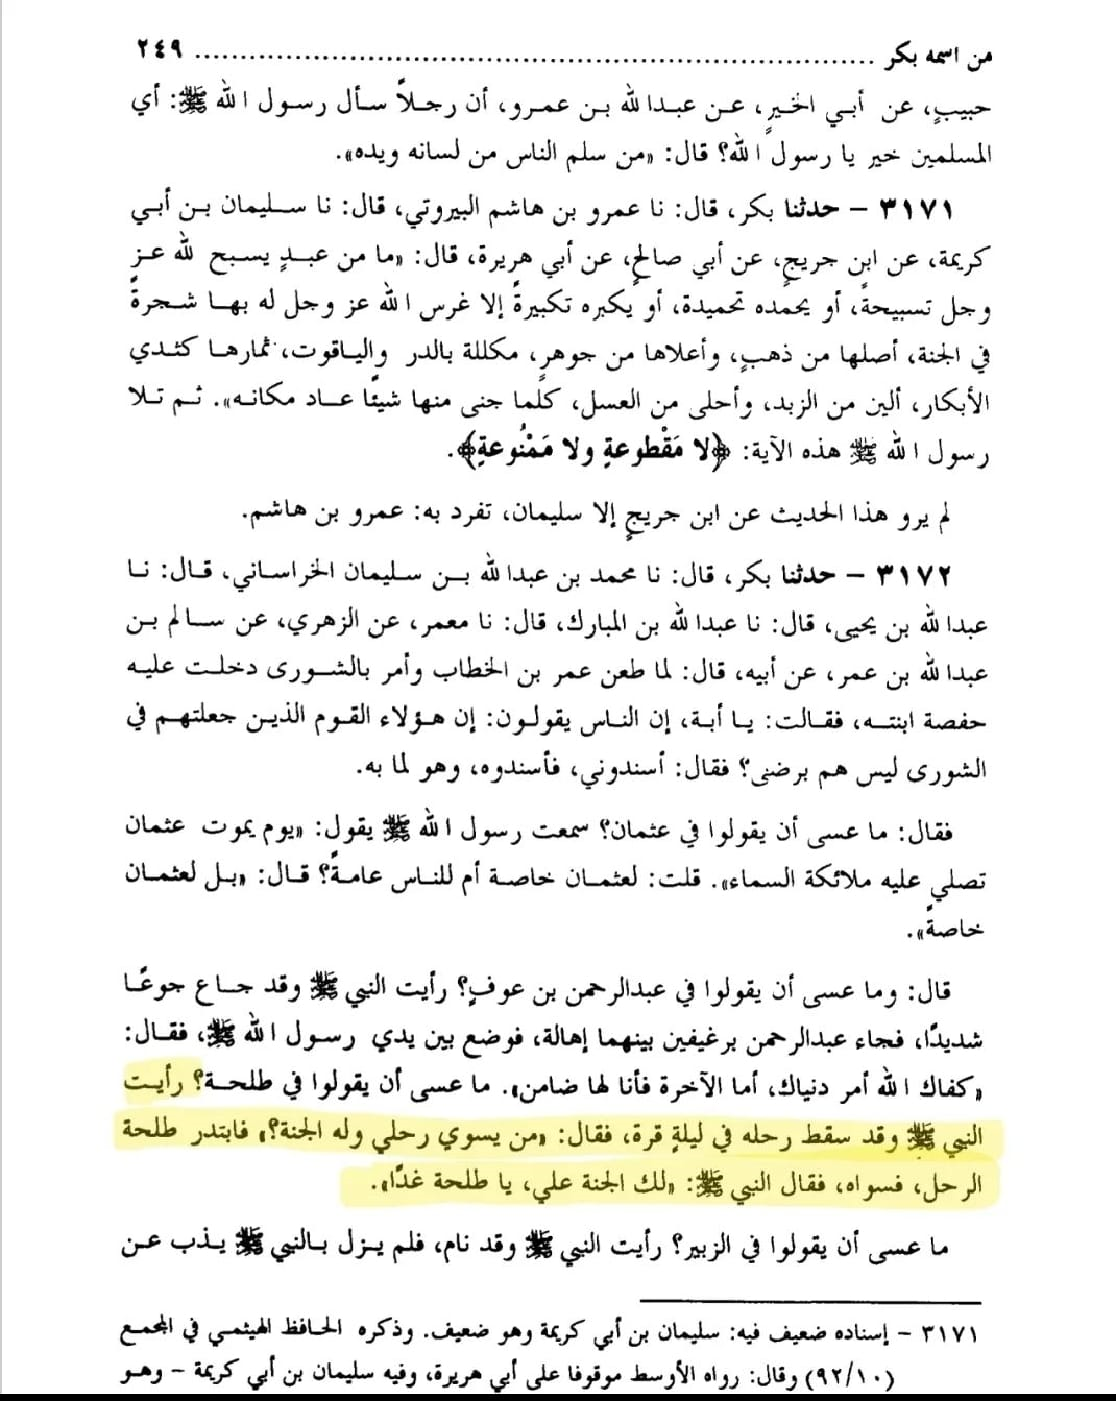 من اسمه بكر ........................................................................ ٢٤٩
حبيبٍ، عن أبي الخيرِ، عن عبدالله بن عمرو، أن رجلاً سأل رسول الله ﷺ: أي
المسلمين خير يا رسول الله؟ قال: «من سلم الناس من لسانه ويده».
٣١٧١ – حدثنا بكر، قال: نا عمرو بن هاشم البيروتي، قال: نا سليمان بن أبي
كريمة، عن ابن جريجٍ، عن أبي صالحٍ، عن أبي هريرة، قال: «ما من عبدٍ يسبح لله عز
وجل تسبيحةً، أو يحمده تحميدة، أو يكبره تكبيرةً إلا غرس الله عز وجل له بها شجرةً
في الجنة، أصلها من ذهبٍ، وأعلاها من جوهرٍ، مكللة بالدر والياقوت، ثمارها كثدي
الأبكار، ألين من الزبد، وأحلى من العسل، كلما جنى منها شيئًا عاد مكانه». ثم تلا
رسول الله ﷺ هذه الآية: ﴿لا مَقْطوعةٍ ولا مَمْنُوعةٍ﴾.
لم يرو هذا الحديث عن ابن جريجٍ إلا سليمان، تفرد به: عمرو بن هاشم.
٣١٧٢ – حدثنا بكر، قال: نا محمد بن عبدالله بن سليمان الخراساني، قال: نا
عبدالله بن يحيى، قال: نا عبدالله بن المبارك، قال: نا معمر، عن الزهري، عن سالم بن
عبدالله بن عمر، عن أبيه، قال: لما طعن عمر بن الخطاب وأمر بالشورى دخلت عليه
حفصة ابنته، فقالت: يا أبة، إن الناس يقولون: إن هؤلاء القوم الذين جعلتهم في
الشورى ليس هم برضى؟ فقال: أسندوني، فأسندوه، وهو لما به.
فقال: ما عسى أن يقولوا في عثمان؟ سمعت رسول الله ﷺ يقول: «يوم يموت عثمان
تصلي عليه ملائكة السماء». قلت: لعثمان خاصة أم للناس عامةً؟ قال: «بل لعثمان
خاصةً».
قال: وما عسى أن يقولوا في عبدالرحمن بن عوفٍ؟ رأيت النبي ﷺ وقد جاع جوعًا
شديدًا، فجاء عبدالرحمن برغيفين بينهما إهالة، فوضع بين يدي رسول الله ﷺ، فقال:
«كفاك الله أمر دنياك، أما الآخرة فأنا لها ضامن». ما عسى أن يقولوا في طلحة؟ رأيت
النبي ﷺ وقد سقط رحله في ليلةٍ قرة، فقال: «من يسوي رحلي وله الجنة؟» فابتدر طلحة
الرحل، فسواه، فقال النبي ﷺ: «لك الجنة علي، يا طلحة غدًا».
ما عسى أن يقولوا في الزبير؟ رأيت النبي ﷺ وقد نام، فلم يزل بالنبي ﷺ يذب عن
٣١٧١ – إسناده ضعيف فيه: سليمان بن أبي كريمة وهو ضعيف. وذكره الحافظ الهيثمي في المجمع
(٩٢/١٠) وقال: رواه الأوسط موقوفا على أبي هريرة، وفيه سليمان بن أبي كريمة – وهو